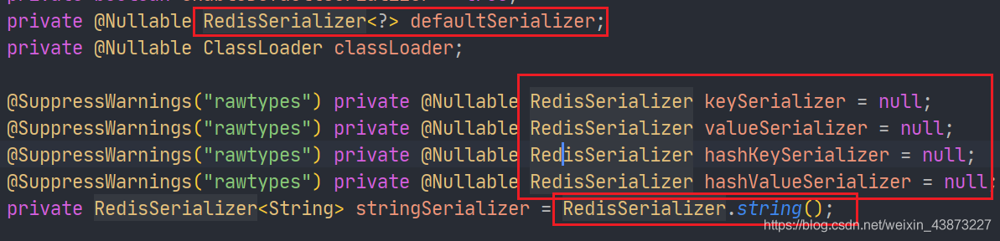 private @Nullable RedisSerializer<?> defaultSerializer;
private @Nullable ClassLoader classLoader;
@SuppressWarnings("rawtypes") private @Nullable RedisSerializer keySerializer = null;
@SuppressWarnings("rawtypes") private @Nullable RedisSerializer valueSerializer = null;
@SuppressWarnings("rawtypes") private @Nullable RedisSerializer hashKeySerializer = null;
@SuppressWarnings("rawtypes") private @Nullable RedisSerializer hashValueSerializer = null;
private RedisSerializer<String> stringSerializer = RedisSerializer.string();
https://blog.csdn.net/weixin_43873227